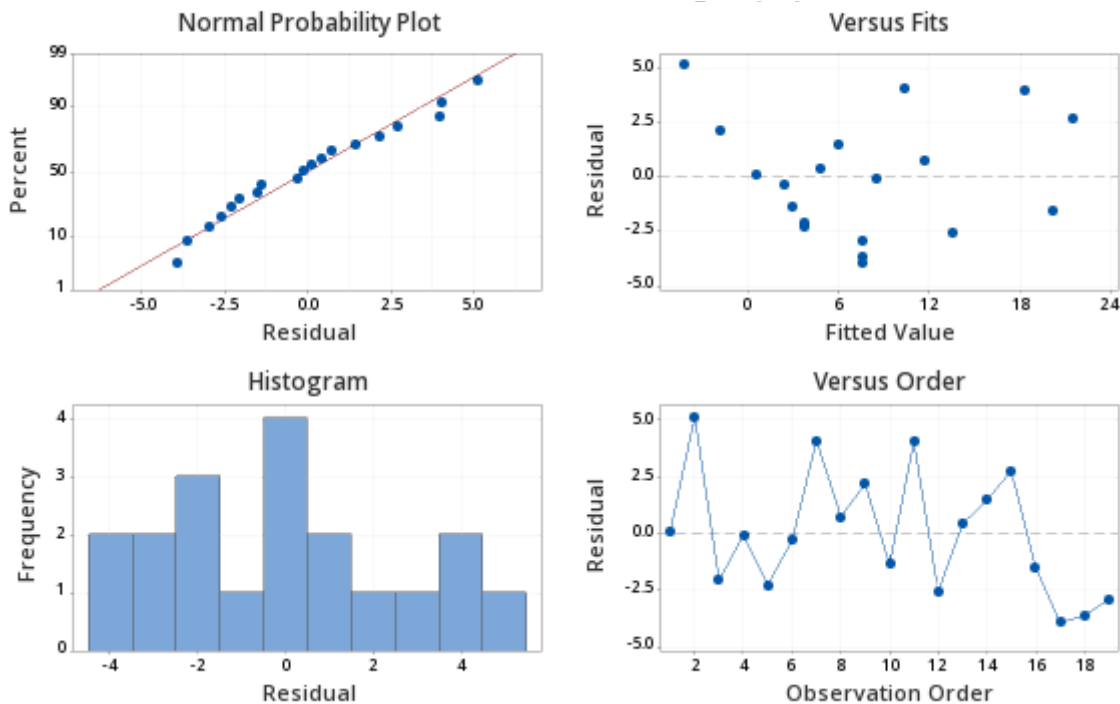 Normal Probability Plot
99
90
50
10
1
Percent
-5.0 -2.5 0.0 2.5 5.0
Residual
Versus Fits
5.0
2.5
0.0
-2.5
-5.0
Residual
0 6 12 18 24
Fitted Value
Histogram
4
3
2
1
0
Frequency
-4 -2 0 2 4
Residual
Versus Order
5.0
2.5
0.0
-2.5
-5.0
Residual
2 4 6 8 10 12 14 16 18
Observation Order